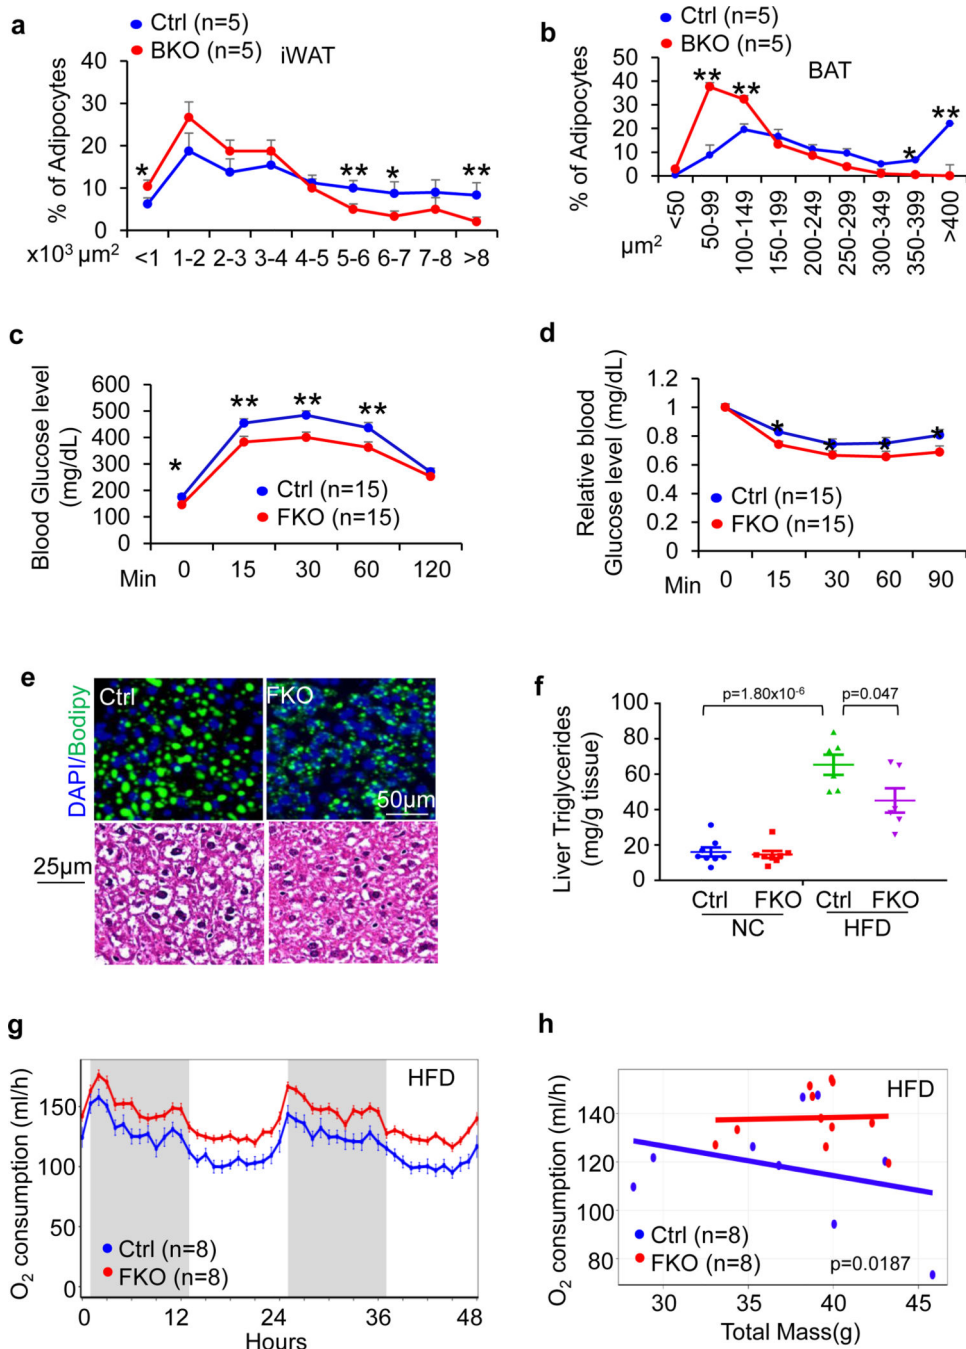 a
Ctrl (n=5)
BKO (n=5)
iWAT
% of Adipocytes
40
30
20
10
0
* ** * **
x10³ µm²
<1 1-2 2-3 3-4 4-5 5-6 6-7 7-8 >8
b
Ctrl (n=5)
BKO (n=5)
BAT
% of Adipocytes
50
40
30
20
10
0
** ** * **
µm²
<50 50-99 100-149 150-199 200-249 250-299 300-349 350-399 >400
c
Blood Glucose level
(mg/dL)
600
500
400
300
200
100
0
* ** ** **
Ctrl (n=15)
FKO (n=15)
Min 0 15 30 60 120
d
Relative blood
Glucose level (mg/dL)
1.2
1
0.8
0.6
0.4
0.2
0
* * * *
Ctrl (n=15)
FKO (n=15)
Min 0 15 30 60 90
e
DAPI/Bodipy
Ctrl
FKO
50µm
25µm
f
p=1.80x10⁻⁶
p=0.047
Liver Triglycerides
(mg/g tissue)
100
80
60
40
20
0
Ctrl FKO Ctrl FKO
NC HFD
g
HFD
O₂ consumption (ml/h)
150
100
50
0
Ctrl (n=8)
FKO (n=8)
0 12 24 36 48
Hours
h
HFD
O₂ consumption (ml/h)
140
120
100
80
Ctrl (n=8)
FKO (n=8)
p=0.0187
30 35 40 45
Total Mass(g)